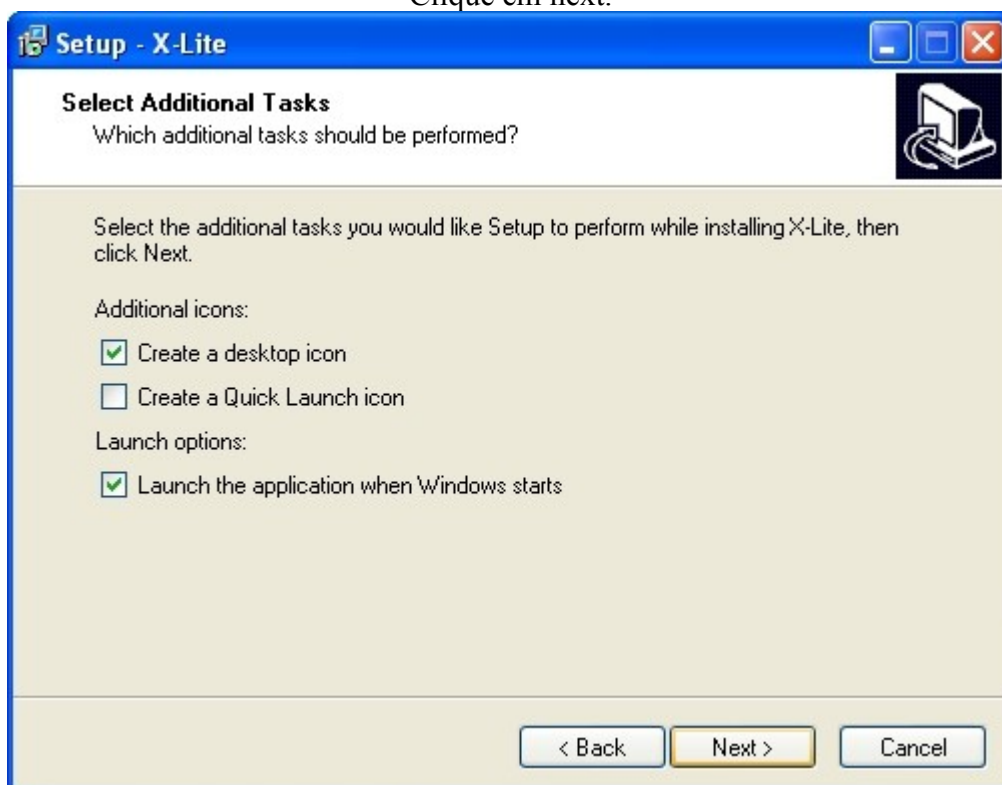 Clique em next.
Setup - X-Lite
Select Additional Tasks
Which additional tasks should be performed?
Select the additional tasks you would like Setup to perform while installing X-Lite, then
click Next.
Additional icons:
Create a desktop icon
Create a Quick Launch icon
Launch options:
Launch the application when Windows starts
< Back
Next >
Cancel